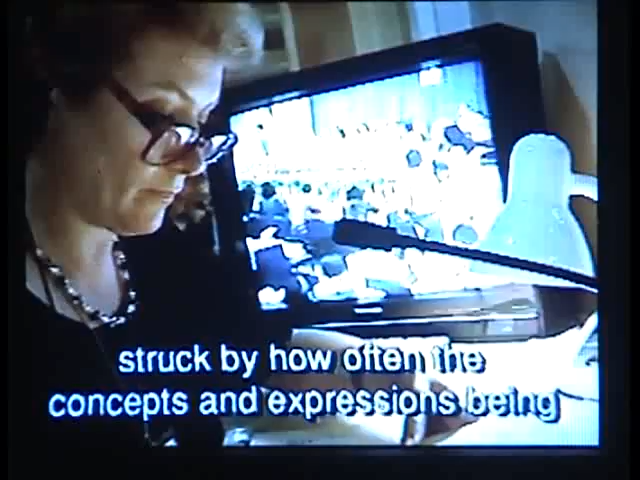 struck by how often the
concepts and expressions being